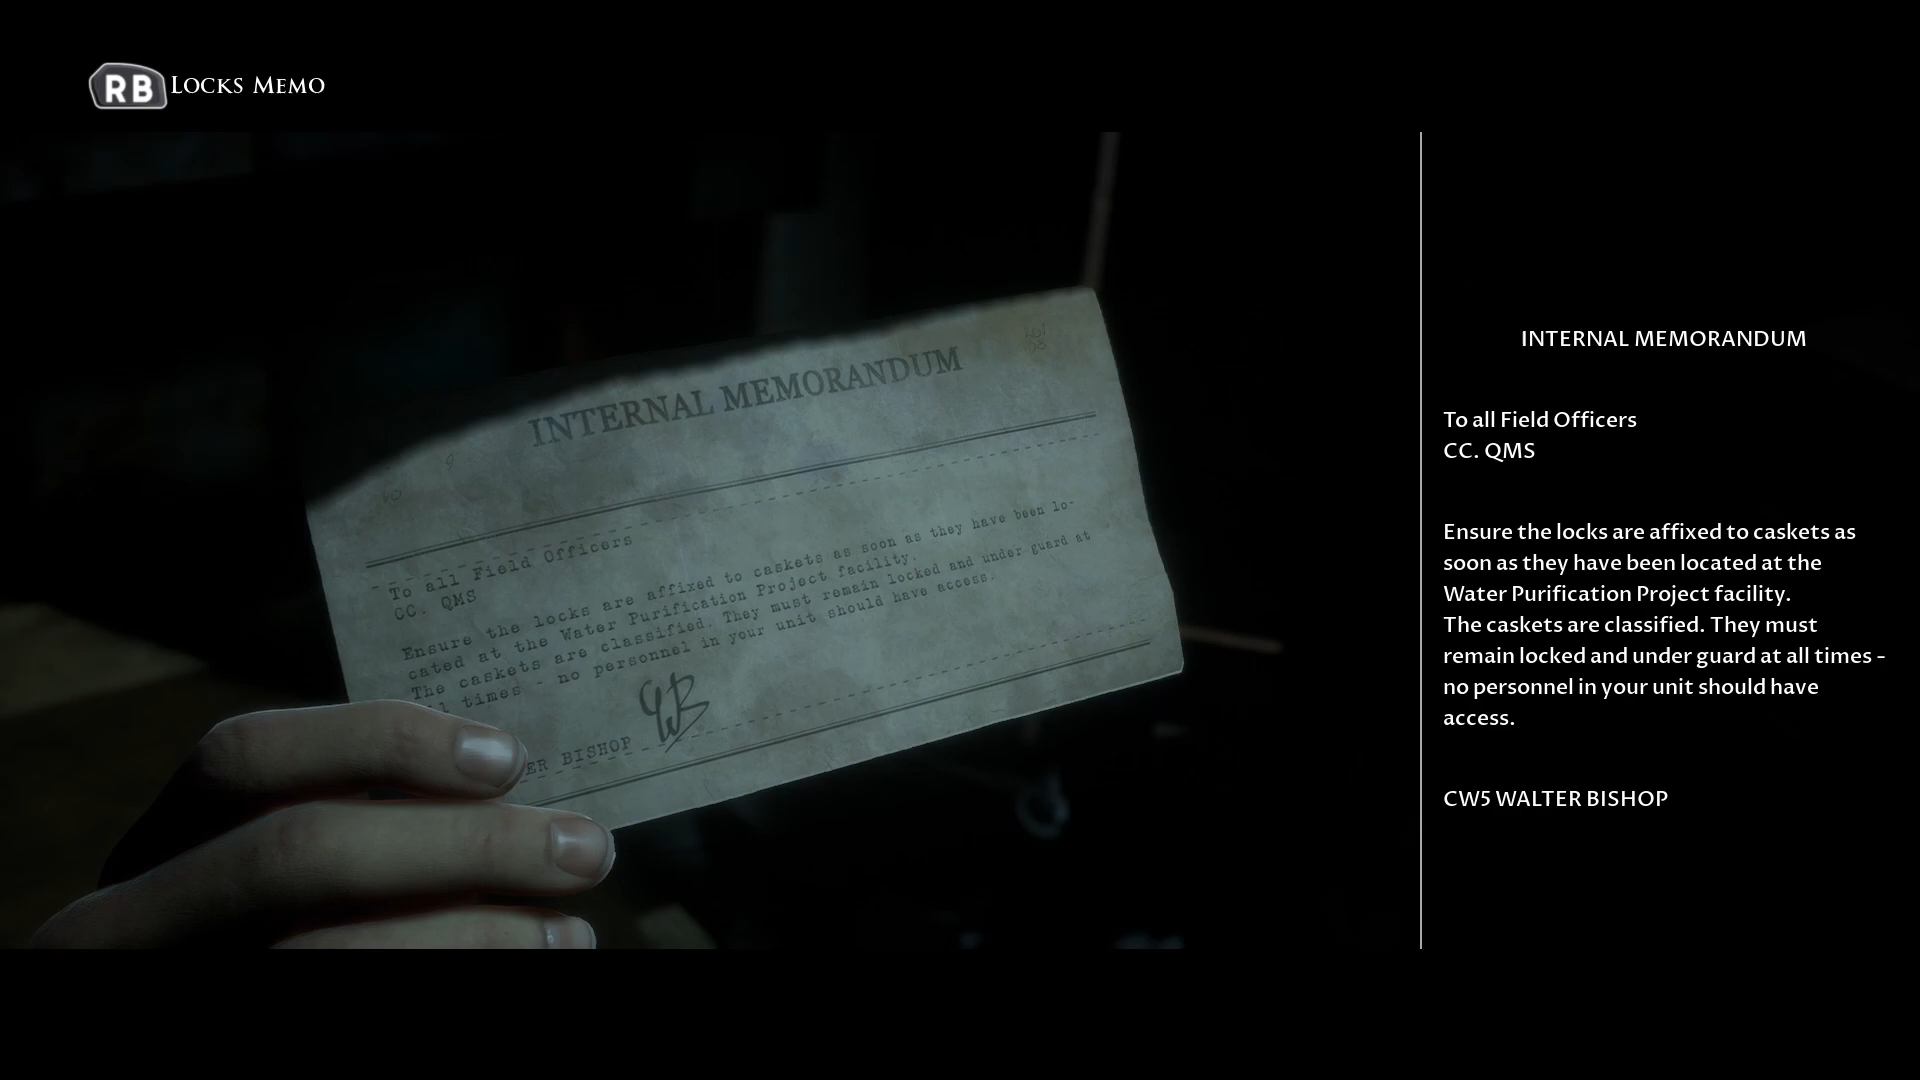 RB LOCKS MEMO
INTERNAL MEMORANDUM
To all Field Officers
CC. QMS
Ensure the locks are affixed to caskets as soon as they have been lo-
cated at the Water Purification Project facility.
The caskets are classified. They must remain locked and under guard at
ll times - no personnel in your unit should have access.
ER BISHOP
WB
INTERNAL MEMORANDUM
To all Field Officers
CC. QMS
Ensure the locks are affixed to caskets as
soon as they have been located at the
Water Purification Project facility.
The caskets are classified. They must
remain locked and under guard at all times -
no personnel in your unit should have
access.
CW5 WALTER BISHOP